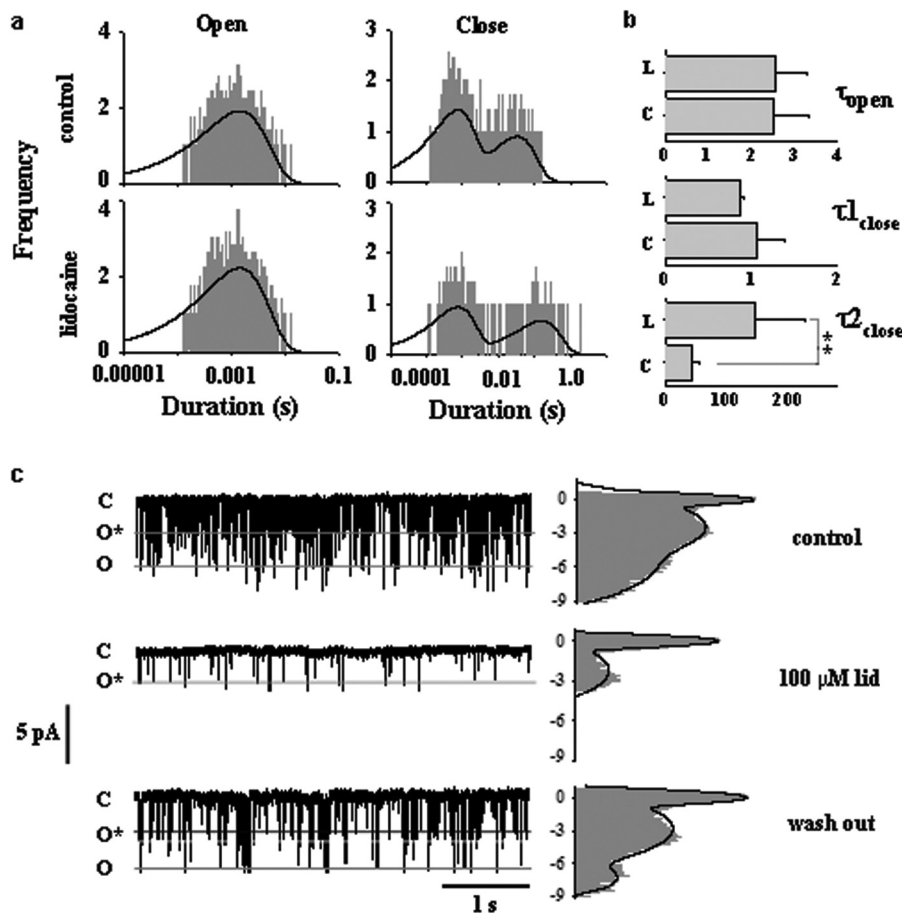 a
Open
Close
b
Frequency
control
4
2
0
3
2
1
0
lidocaine
4
2
0
3
2
1
0
0.00001 0.001 0.1
0.0001 0.01 1.0
Duration (s)
Duration (s)
L
C
τopen
0 1 2 3 4
L
C
τ1close
0 1 2
L
C
τ2close
**
0 100 200
c
C
O*
O
0
-3
-6
-9
control
C
O*
0
-3
-6
-9
100 μM lid
5 pA
C
O*
O
0
-3
-6
-9
wash out
1 s